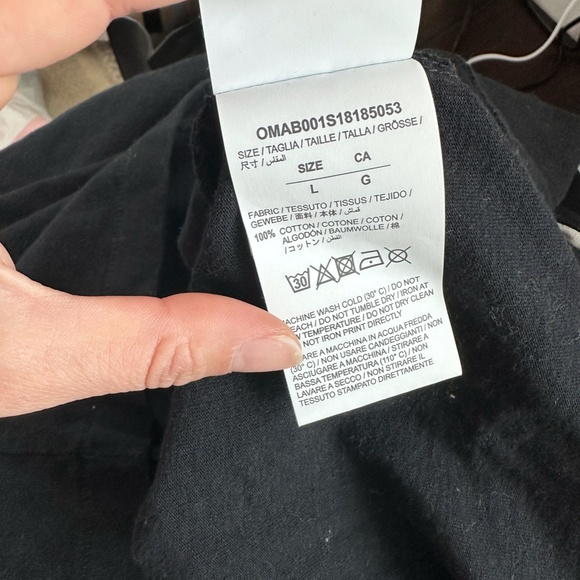 OMAB001S18185053
SIZE / TAGLIA / TAILLE / TALLA / GRÖSSE /
尺寸 / المقاس
SIZE CA
L G
FABRIC / TESSUTO / TISSUS / TEJIDO /
GEWEBE / 面料 / 本体 / قماش
100% COTTON / COTONE / COTON /
ALGODÓN / BAUMWOLLE / 棉
/ コットン / القطن
30
MACHINE WASH COLD (30° C) / DO NOT
BLEACH / DO NOT TUMBLE DRY / IRON AT
LOW TEMPERATURE / DO NOT DRY CLEAN
/ DO NOT IRON PRINT DIRECTLY
LAVARE A MACCHINA IN ACQUA FREDDA
(30° C) / NON USARE CANDEGGIANTI / NON
ASCIUGARE A MACCHINA / STIRARE A
BASSA TEMPERATURA (110° C) / NON
LAVARE A SECCO / NON STIRARE IL
TESSUTO STAMPATO DIRETTAMENTE